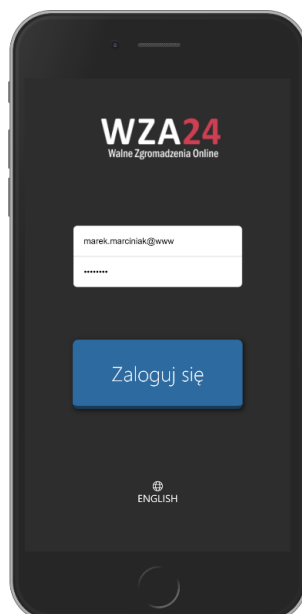 WZA24
Walne Zgromadzenia Online
marek.marciniak@www
••••••••
Zaloguj się
ENGLISH